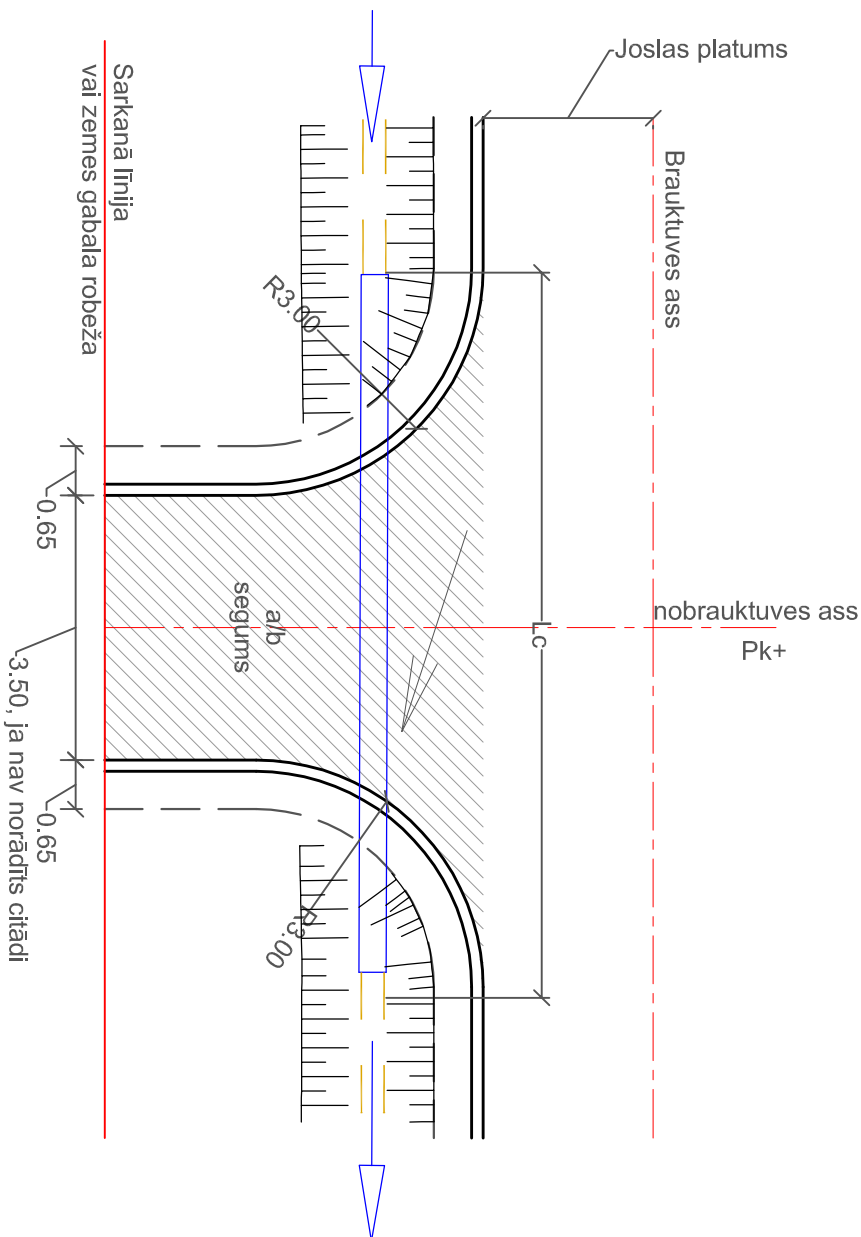 Joslas platums
Brauktuves ass
Sarkanā līnija
vai zemes gabala robeža
R3.00
0.65
nobrauktuves ass
Pk+
Lc
a/b
segums
3.50, ja nav norādīts citādi
0.65
R3.00